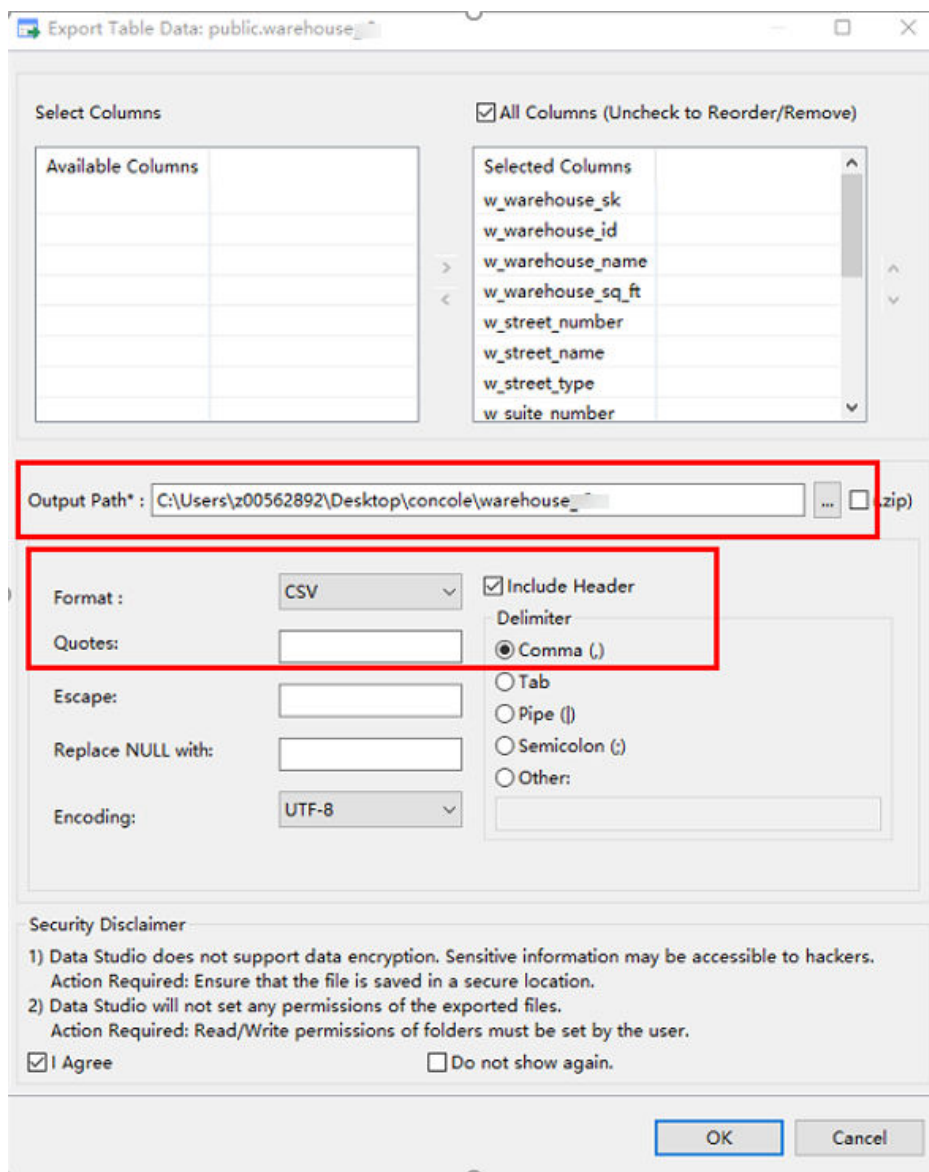 Export Table Data: public.warehouse_
Select Columns
All Columns (Uncheck to Reorder/Remove)
Available Columns
Selected Columns
w_warehouse_sk
w_warehouse_id
w_warehouse_name
w_warehouse_sq_ft
w_street_number
w_street_name
w_street_type
w_suite_number
>
<
Output Path* : C:\Users\z00562892\Desktop\concole\warehouse_ ... .zip)
Format : CSV
Include Header
Quotes:
Delimiter
Comma (,)
Escape:
Tab
Pipe (|)
Replace NULL with:
Semicolon (;)
Other:
Encoding: UTF-8
Security Disclaimer
1) Data Studio does not support data encryption. Sensitive information may be accessible to hackers.
Action Required: Ensure that the file is saved in a secure location.
2) Data Studio will not set any permissions of the exported files.
Action Required: Read/Write permissions of folders must be set by the user.
I Agree
Do not show again.
OK
Cancel